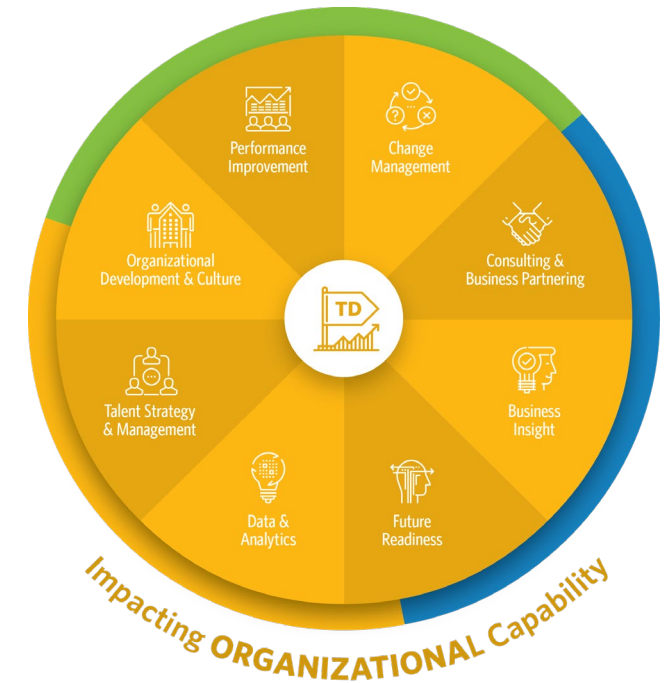 Performance
Improvement
Change
Management
Consulting &
Business Partnering
Business
Insight
Future
Readiness
Data &
Analytics
Talent Strategy
& Management
Organizational
Development & Culture
TD
?
Impacting ORGANIZATIONAL Capability